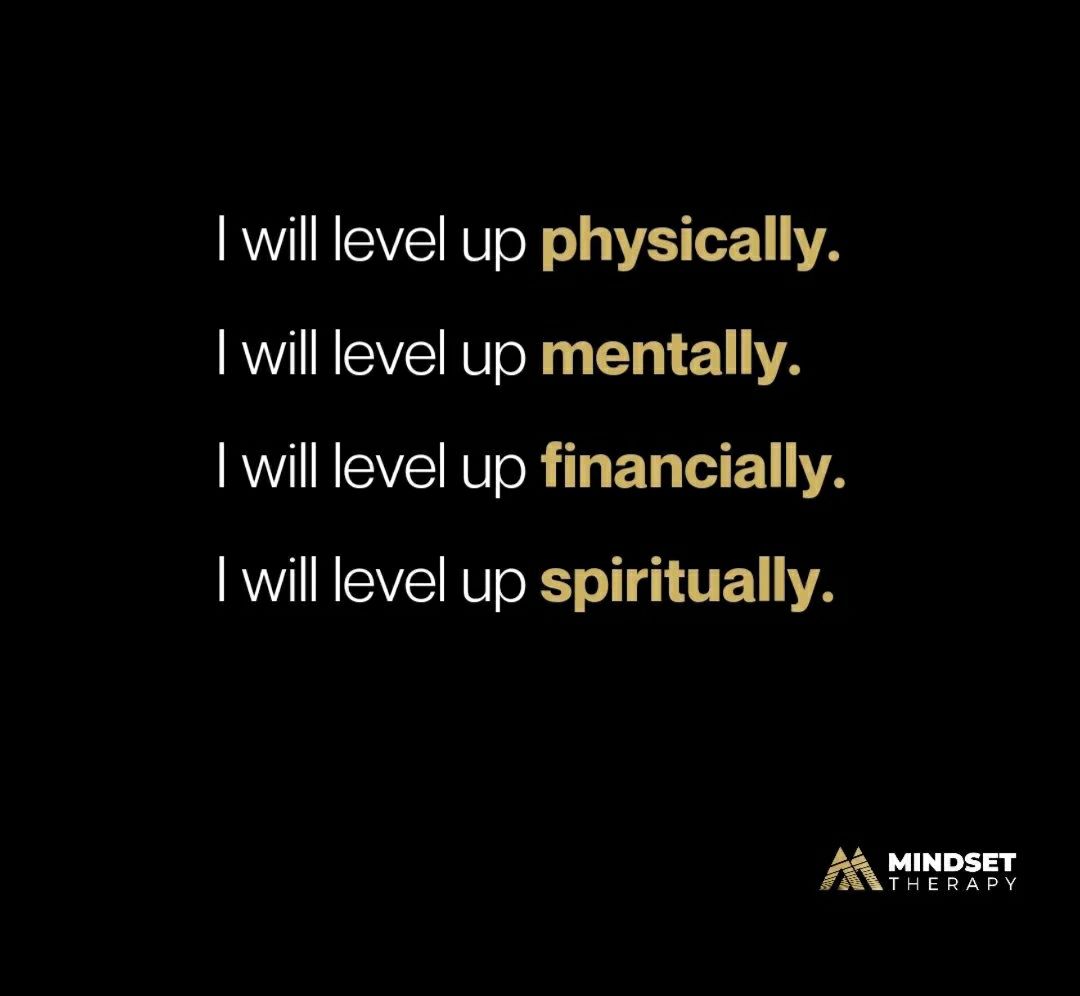 I will level up physically.
I will level up mentally.
I will level up financially.
I will level up spiritually.
MINDSET
THERAPY